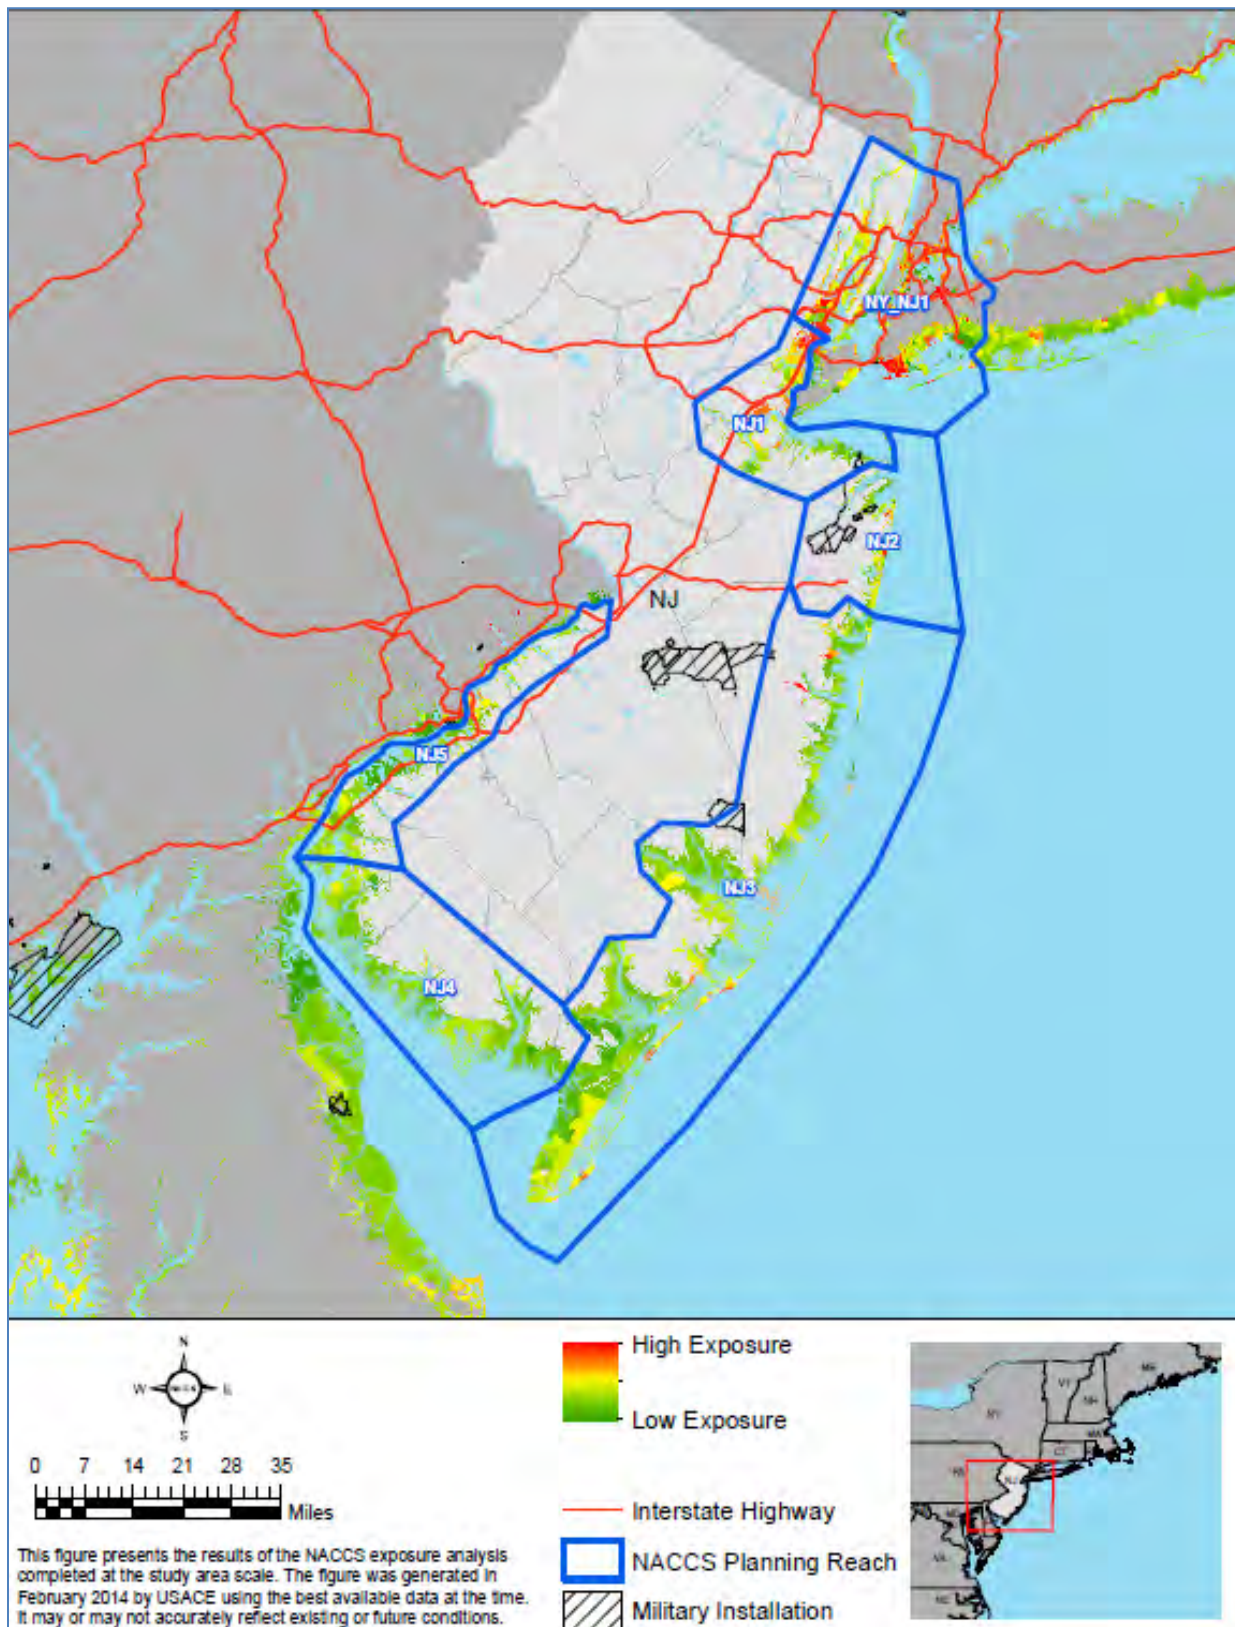 NY_NJ1
NJ1
NJ2
NJ
NJ5
NJ3
NJ4
N
W
E
S
0 7 14 21 28 35
Miles
This figure presents the results of the NACCS exposure analysis
completed at the study area scale. The figure was generated in
February 2014 by USACE using the best available data at the time.
It may or may not accurately reflect existing or future conditions.
High Exposure
Low Exposure
Interstate Highway
NACCS Planning Reach
Military Installation
ME
VT
NH
NY
MA
CT
PA
NJ
MD
VA
NC